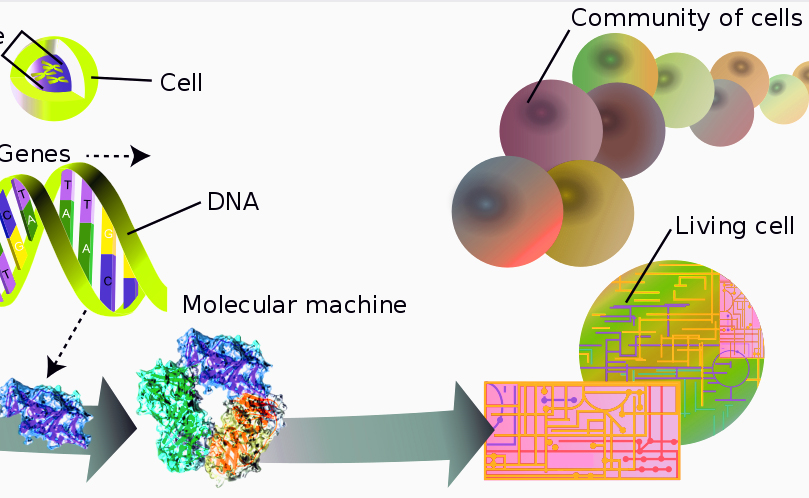 Community of cells
e
Cell
Genes
DNA
T
T
T
C
A
A
G
G
A
T
C
Living cell
Molecular machine